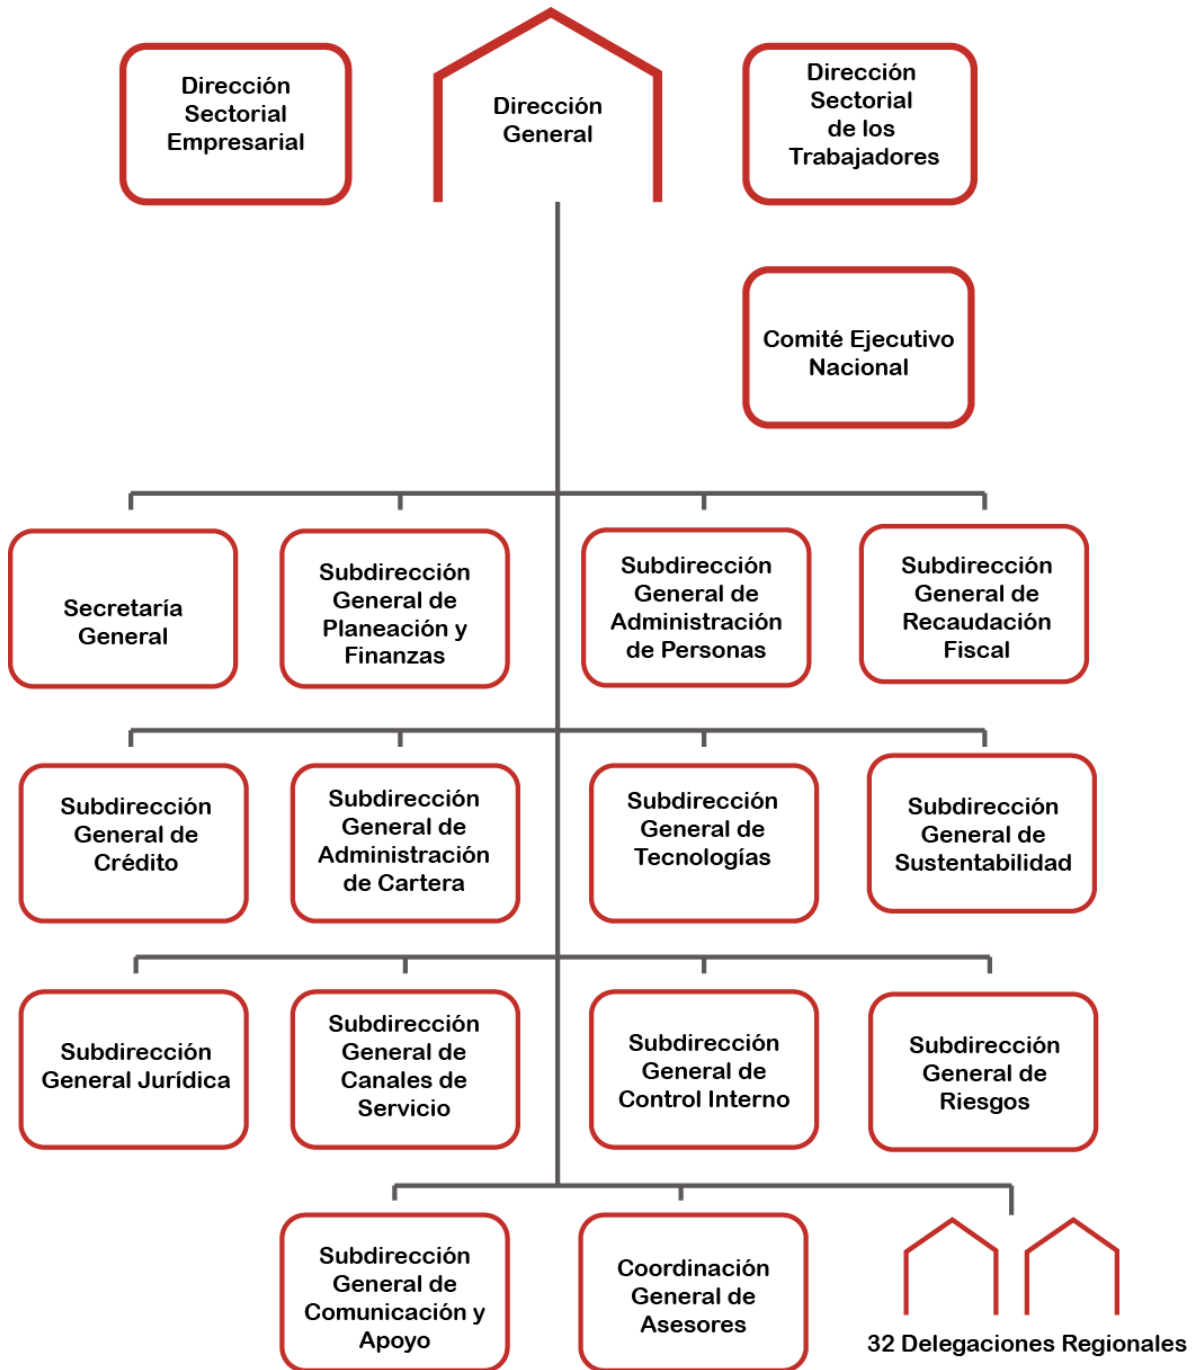 Dirección
Sectorial
Empresarial
Dirección
General
Dirección
Sectorial
de los
Trabajadores
Comité Ejecutivo
Nacional
Secretaría
General
Subdirección
General de
Planeación y
Finanzas
Subdirección
General de
Administración
de Personas
Subdirección
General de
Recaudación
Fiscal
Subdirección
General de
Crédito
Subdirección
General de
Administración
de Cartera
Subdirección
General de
Tecnologías
Subdirección
General de
Sustentabilidad
Subdirección
General Jurídica
Subdirección
General de
Canales de
Servicio
Subdirección
General de
Control Interno
Subdirección
General de
Riesgos
Subdirección
General de
Comunicación y
Apoyo
Coordinación
General de
Asesores
32 Delegaciones Regionales